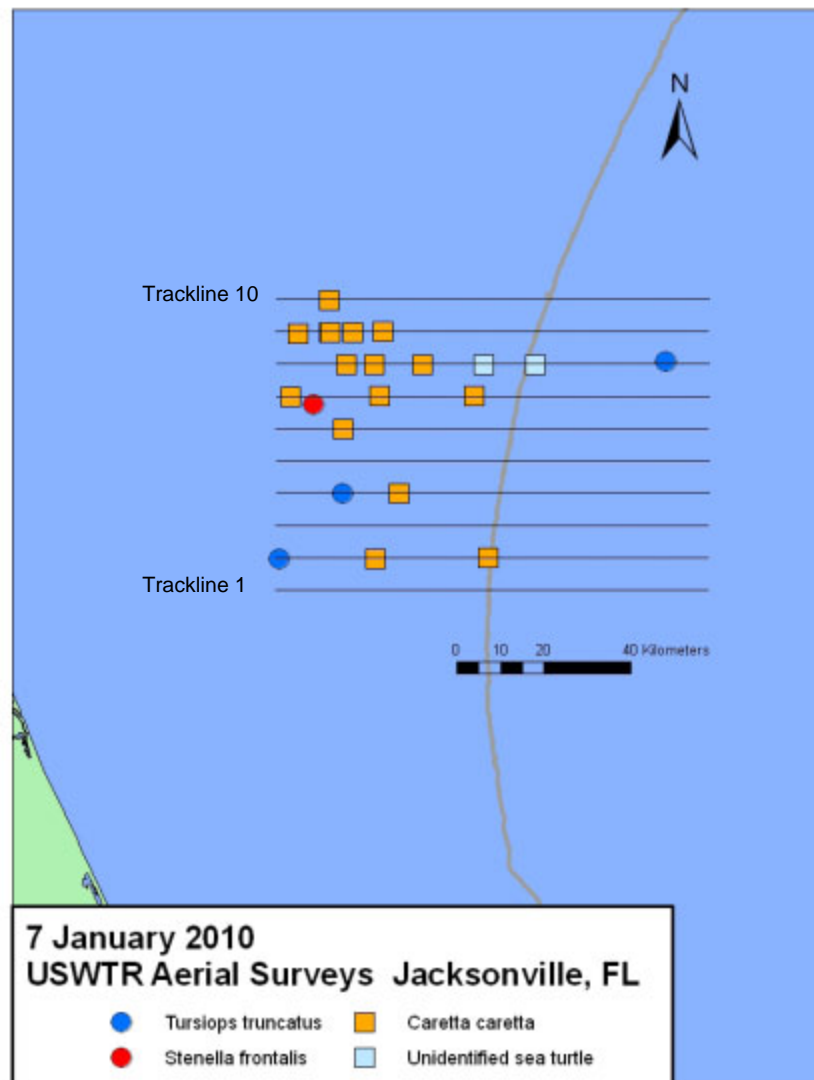 N
Trackline 10
Trackline 1
0 10 20 40 Kilometers
7 January 2010
USWTR Aerial Surveys Jacksonville, FL
Tursiops truncatus Caretta caretta
Stenella frontalis Unidentified sea turtle